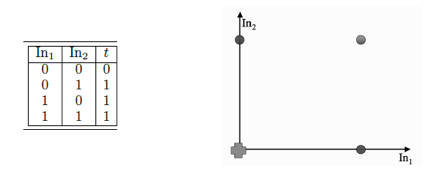 In₁ In₂ t
0 0 0
0 1 1
1 0 1
1 1 1
In₂
In₁